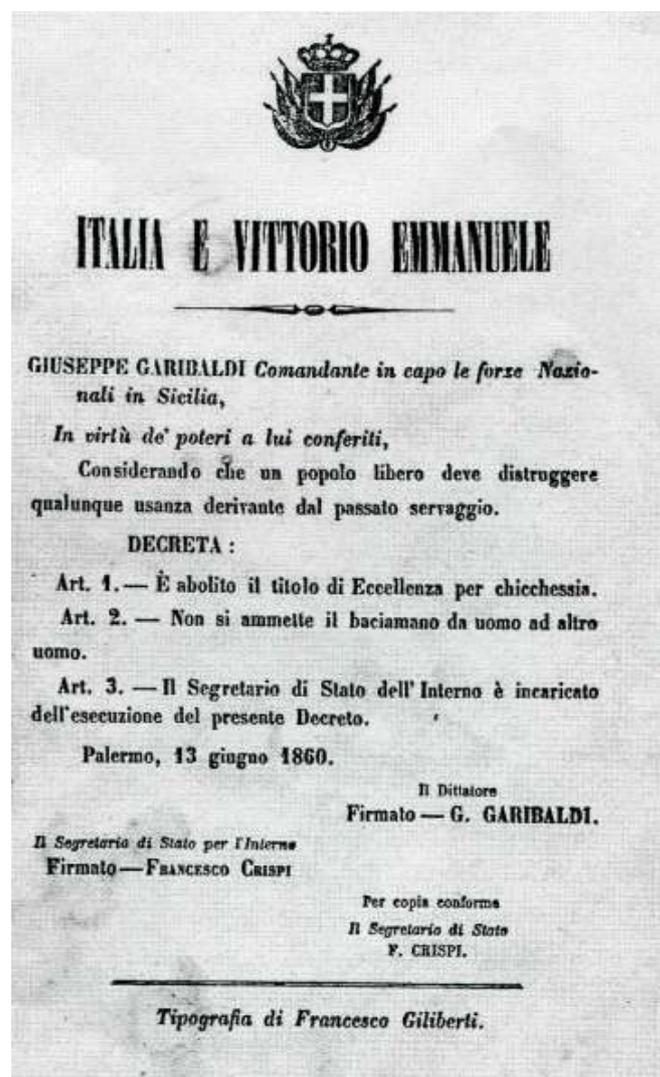 ITALIA E VITTORIO EMMANUELE
GIUSEPPE GARIBALDI Comandante in capo le forze Nazio-
nali in Sicilia,
In virtù de' poteri a lui conferiti,
Considerando che un popolo libero deve distruggere
qualunque usanza derivante dal passato servaggio.
DECRETA :
Art. 1.— È abolito il titolo di Eccellenza per chicchessia.
Art. 2. — Non si ammette il baciamano da uomo ad altro
uomo.
Art. 3. — Il Segretario di Stato dell' Interno è incaricato
dell'esecuzione del presente Decreto.
Palermo, 13 giugno 1860.
Il Dittatore
Firmato — G. GARIBALDI.
Il Segretario di Stato per l'Interno
Firmato — FRANCESCO CRISPI
Per copia conforme
Il Segretario di Stato
F. CRISPI.
Tipografia di Francesco Giliberti.